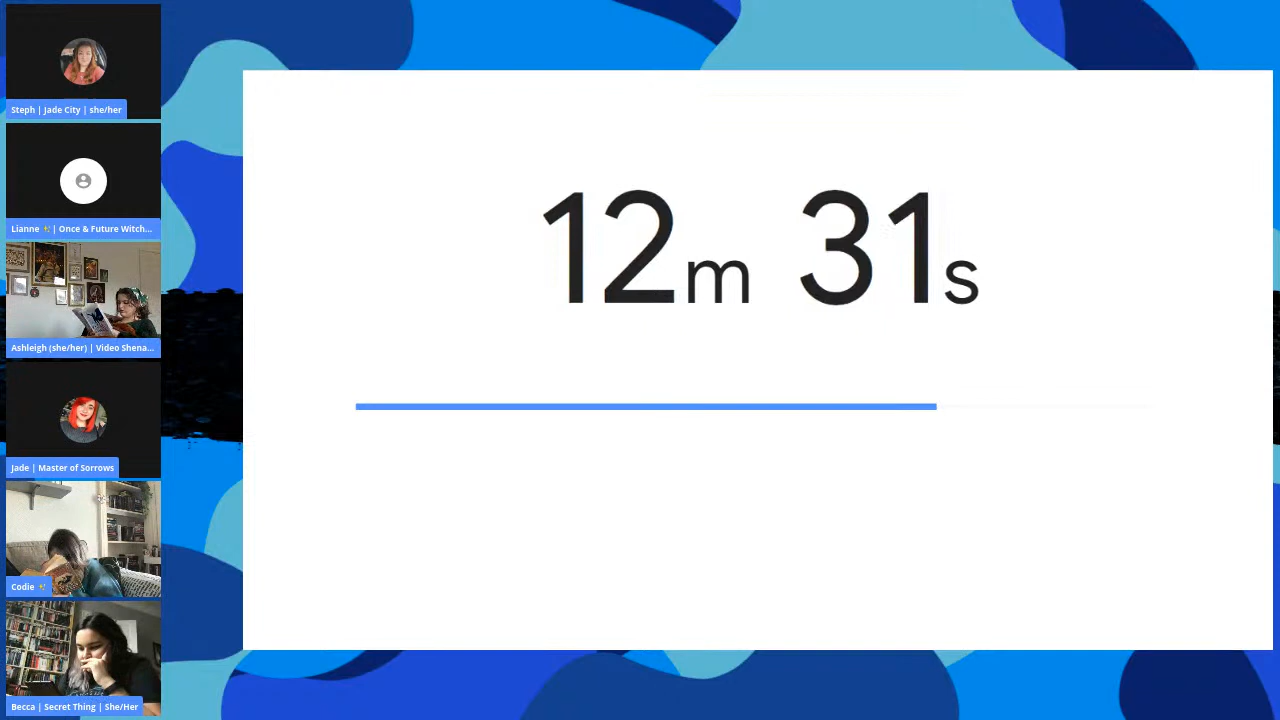 Steph | Jade City | she/her
Lianne ✨ | Once & Future Witch...
Ashleigh (she/her) | Video Shena...
Jade | Master of Sorrows
Codie ✨
Becca | Secret Thing | She/Her
12m 31s